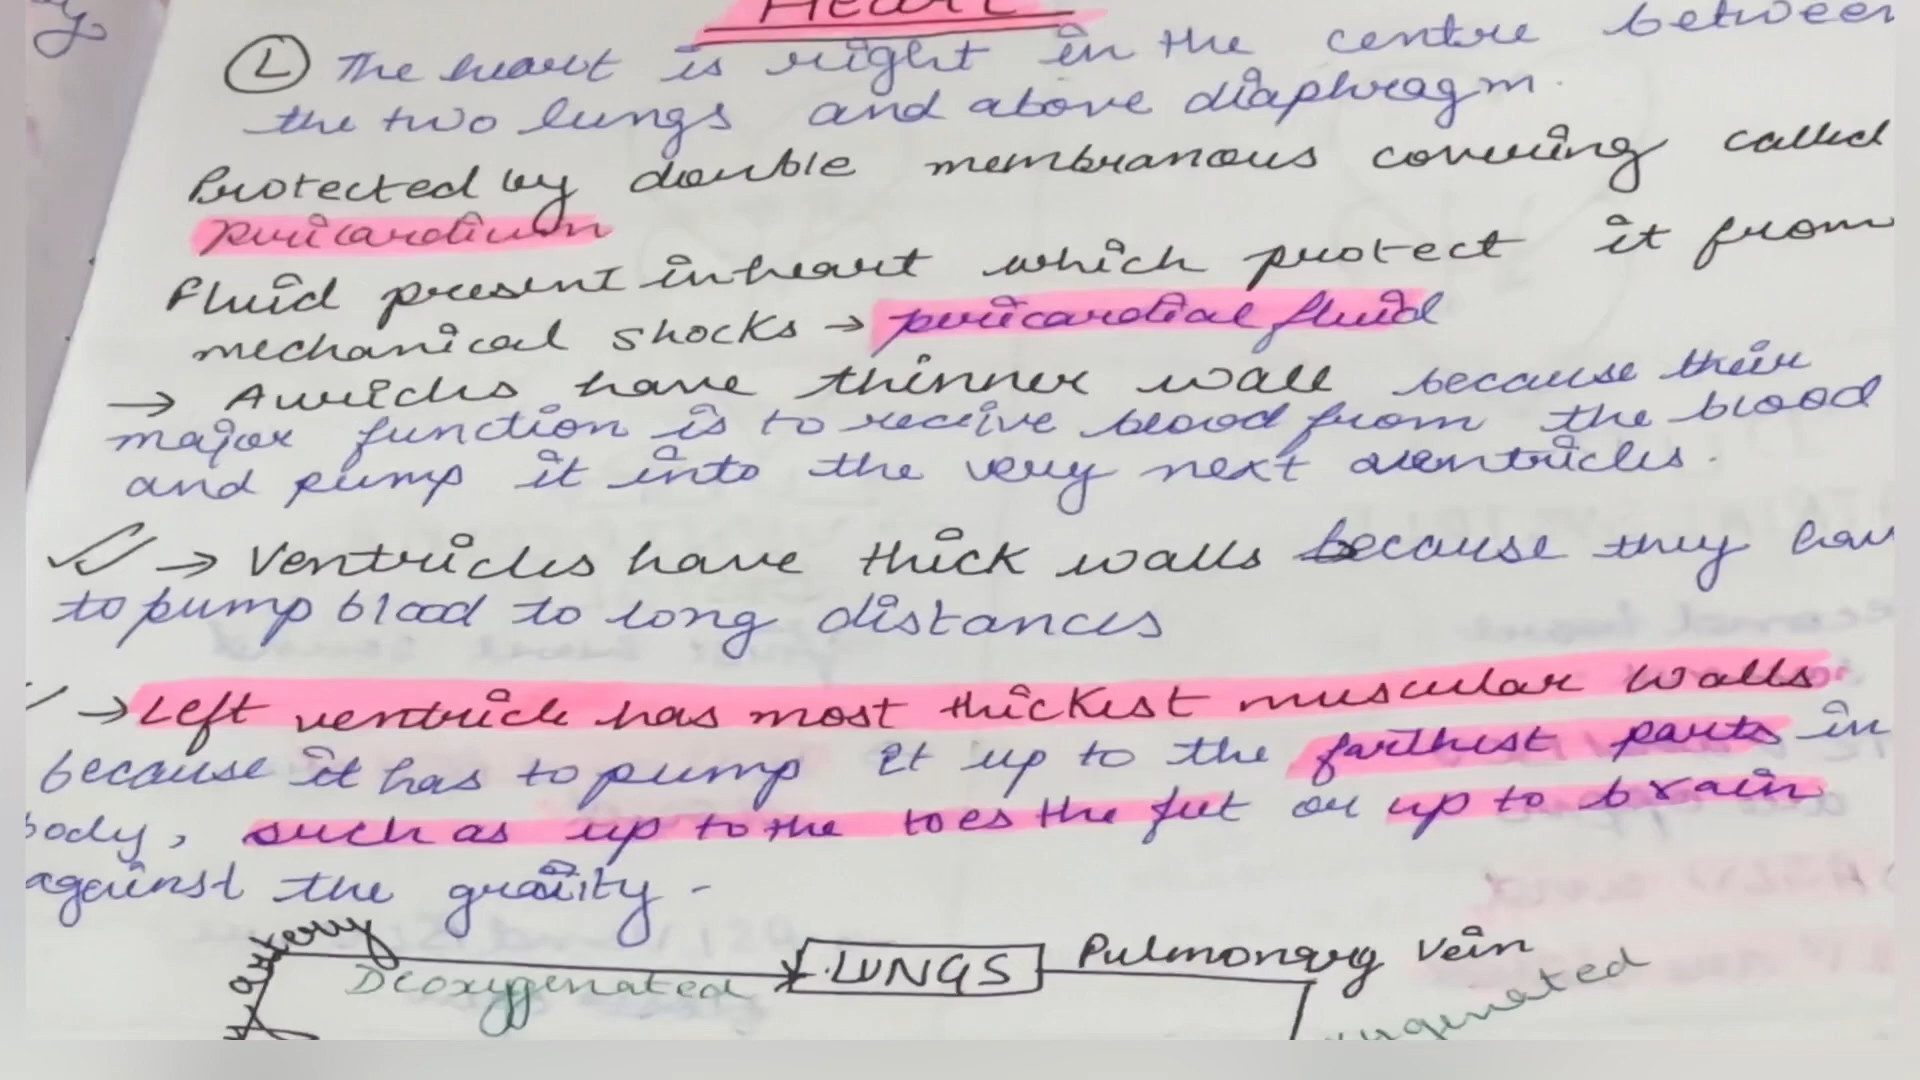 Heart
L The heart is right in the centre between
the two lungs and above diaphragm.
Protected by double membranous covering called
pericardium
Fluid present in heart which protect it from
mechanical shocks → pericardial fluid
→ Auricles have thinner wall because their
major function is to receive blood from the blood
and pump it into the very next ventricles.
→ Ventricles have thick walls because they hav
to pump blood to long distances
→ Left ventricle has most thickest muscular walls
because it has to pump it up to the farthest parts in
body, such as up to the toes the feet or up to brain
against the gravity -
artery
Deoxygenated
LUNGS
Pulmonary Vein
ygenated